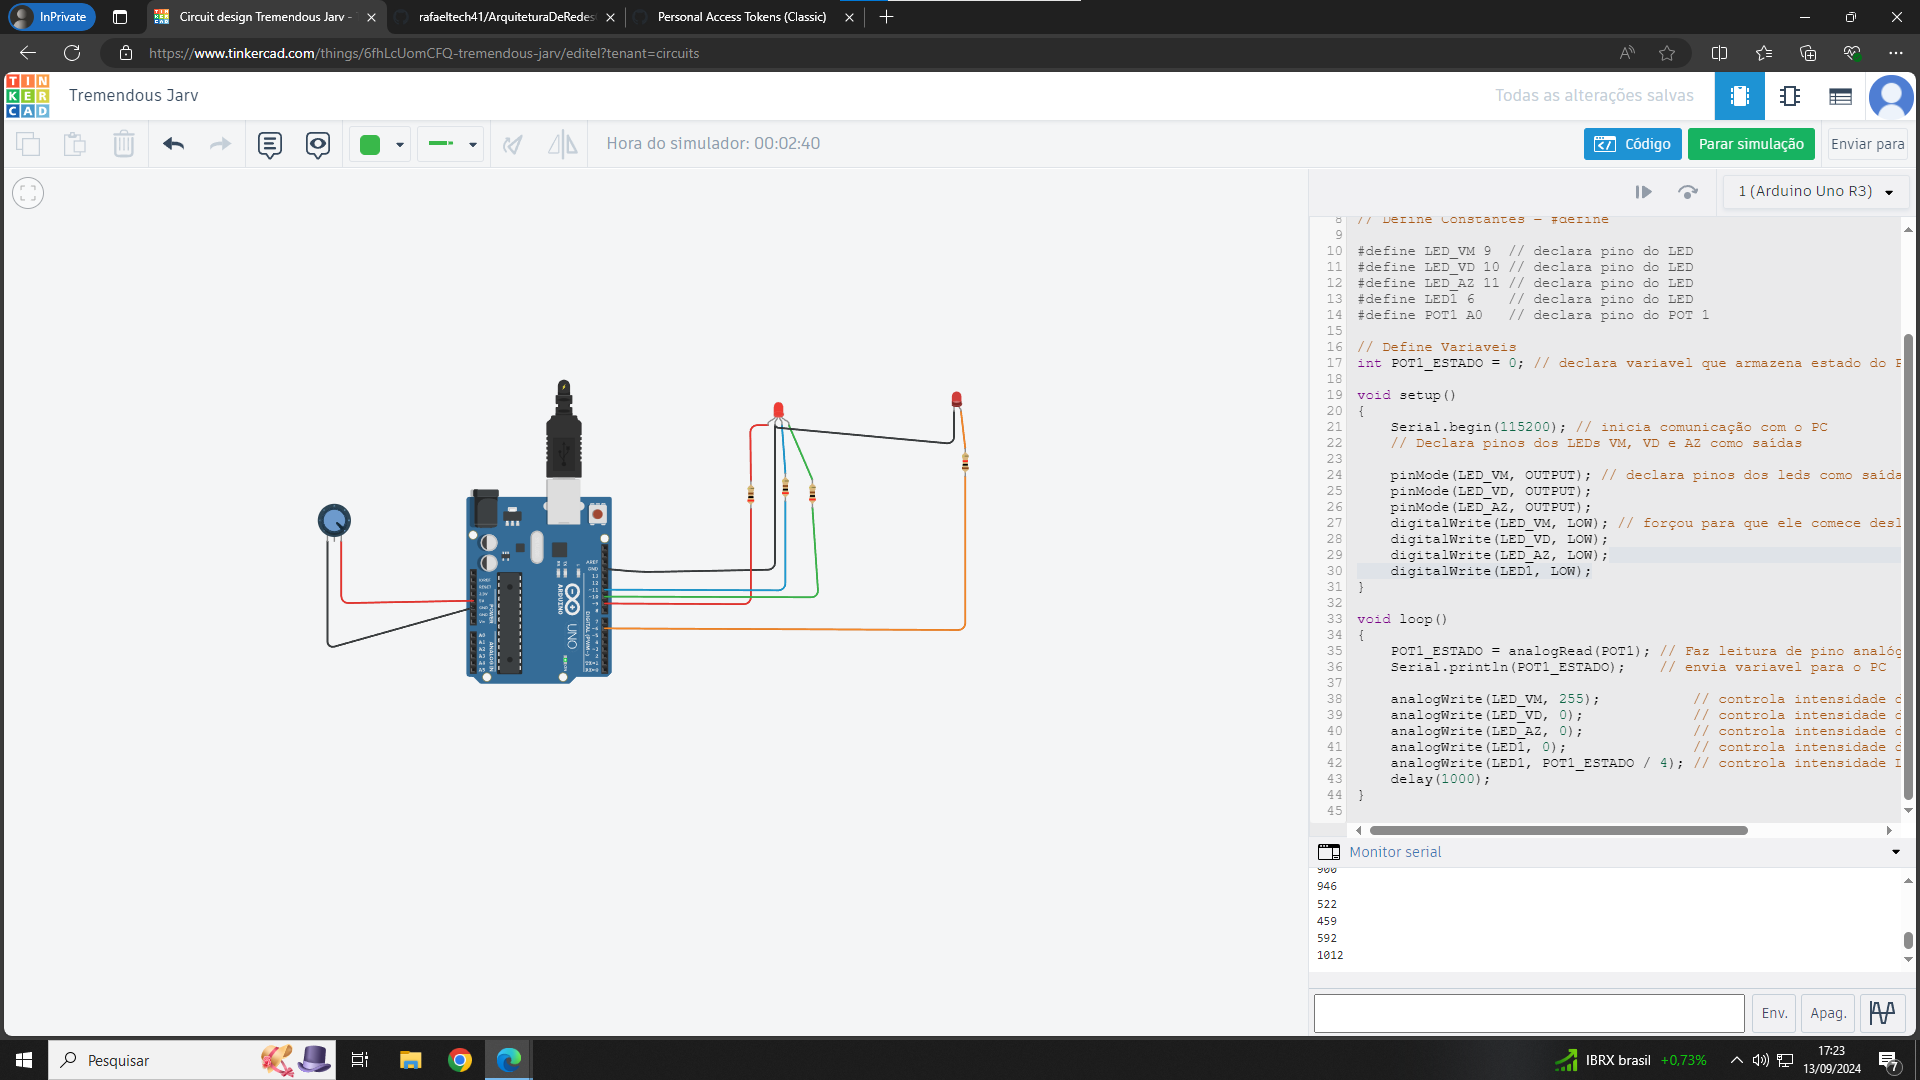 InPrivate
Circuit design Tremendous Jarv -
rafaeltech41/ArquiteturaDeRedes
Personal Access Tokens (Classic)
https://www.tinkercad.com/things/6fhLcUomCFQ-tremendous-jarv/editel?tenant=circuits
TIN
KER
CAD
Tremendous Jarv
Todas as alterações salvas
Hora do simulador: 00:02:40
Código
Parar simulação
Enviar para
1 (Arduino Uno R3)
8 // Define Constantes - #define
9
10 #define LED_VM 9 // declara pino do LED
11 #define LED_VD 10 // declara pino do LED
12 #define LED_AZ 11 // declara pino do LED
13 #define LED1 6 // declara pino do LED
14 #define POT1 A0 // declara pino do POT 1
15
16 // Define Variaveis
17 int POT1_ESTADO = 0; // declara variavel que armazena estado do P
18
19 void setup()
20 {
21 Serial.begin(115200); // inicia comunicação com o PC
22 // Declara pinos dos LEDs VM, VD e AZ como saídas
23
24 pinMode(LED_VM, OUTPUT); // declara pinos dos leds como saída
25 pinMode(LED_VD, OUTPUT);
26 pinMode(LED_AZ, OUTPUT);
27 digitalWrite(LED_VM, LOW); // forçou para que ele comece desl
28 digitalWrite(LED_VD, LOW);
29 digitalWrite(LED_AZ, LOW);
30 digitalWrite(LED1, LOW);
31 }
32
33 void loop()
34 {
35 POT1_ESTADO = analogRead(POT1); // Faz leitura de pino analóg
36 Serial.println(POT1_ESTADO); // envia variavel para o PC
37
38 analogWrite(LED_VM, 255); // controla intensidade d
39 analogWrite(LED_VD, 0); // controla intensidade d
40 analogWrite(LED_AZ, 0); // controla intensidade d
41 analogWrite(LED1, 0); // controla intensidade d
42 analogWrite(LED1, POT1_ESTADO / 4); // controla intensidade L
43 delay(1000);
44 }
45
ARDUINO
UNO
DIGITAL (PWM~)
POWER
ANALOG IN
AREF
GND
Monitor serial
900
946
522
459
592
1012
Env.
Apag.
Pesquisar
IBRX brasil +0,73%
17:23
13/09/2024
7